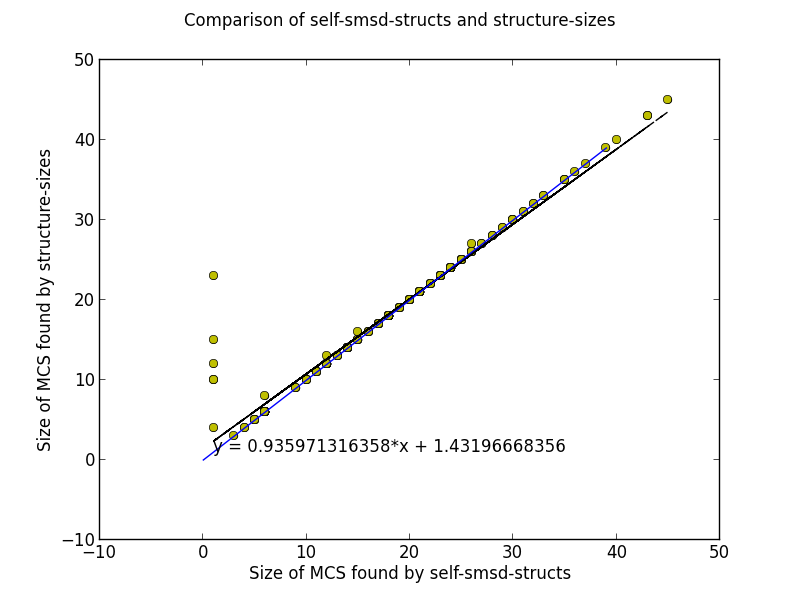 Comparison of self-smsd-structs and structure-sizes
50
40
30
20
10
0
−10
Size of MCS found by structure-sizes
y = 0.935971316358*x + 1.43196668356
−10 0 10 20 30 40 50
Size of MCS found by self-smsd-structs